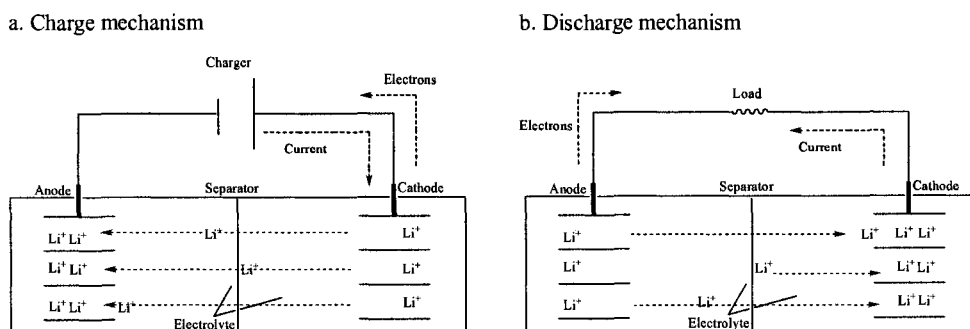 a. Charge mechanism
b. Discharge mechanism
Charger
Electrons
Current
Anode
Separator
Cathode
Li+ Li+
Li+
Li+
Li+ Li+
Li+
Li+
Li+ Li+
Li+
Li+
Electrolyte
Load
Electrons
Current
Anode
Separator
Cathode
Li+
Li+
Li+ Li+
Li+
Li+
Li+ Li+
Li+
Li+
Li+ Li+
Electrolyte